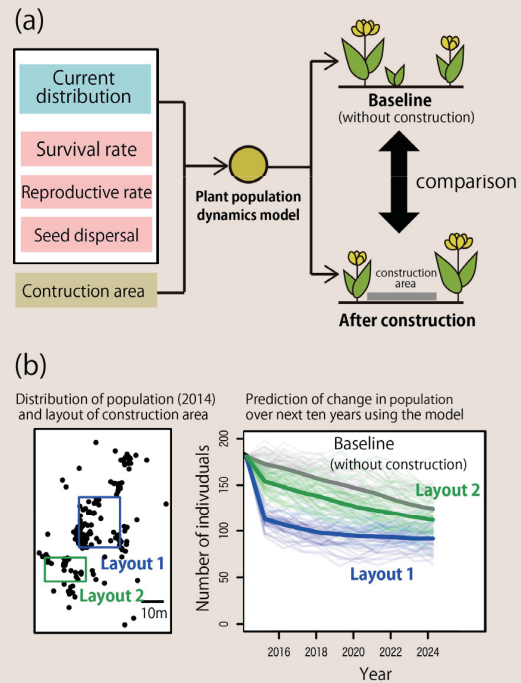 (a)
Current
distribution
Survival rate
Reproductive rate
Seed dispersal
Contruction area
Plant population
dynamics model
Baseline
(without construction)
comparison
construction
area
After construction
(b)
Distribution of population (2014)
and layout of construction area
Layout 1
Layout 2
10m
Prediction of change in population
over next ten years using the model
Number of indivuduals
200
150
100
50
0
Baseline
(without construction)
Layout 2
Layout 1
2016 2018 2020 2022 2024
Year